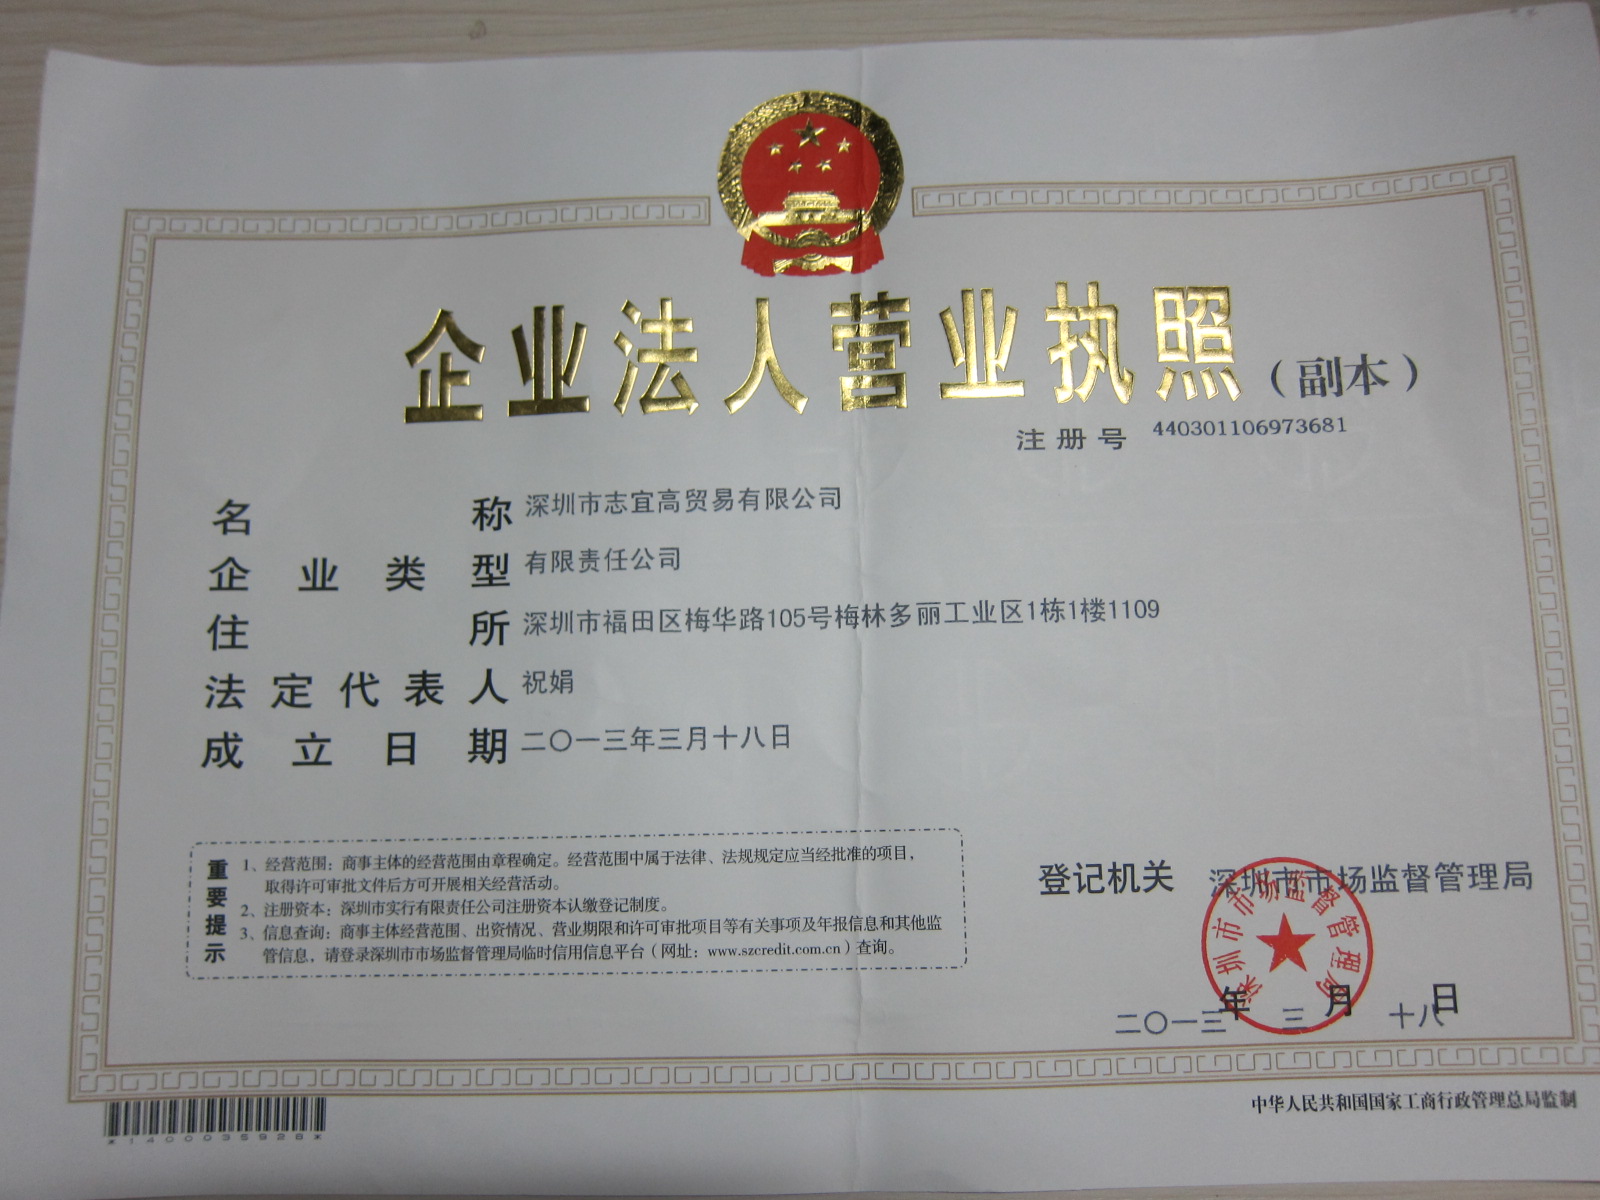 企业法人营业执照（副本）
注册号 440301106973681
名称 深圳市志宜高贸易有限公司
企业类型 有限责任公司
住所 深圳市福田区梅华路105号梅林多丽工业区1栋1楼1109
法定代表人 祝娟
成立日期 二〇一三年三月十八日
重要提示
1、经营范围：商事主体的经营范围由章程确定。经营范围中属于法律、法规规定应当经批准的项目，
取得许可审批文件后方可开展相关经营活动。
2、注册资本：深圳市实行有限责任公司注册资本认缴登记制度。
3、信息查询：商事主体经营范围、出资情况、营业期限和许可审批项目等有关事项及年报信息和其他监
管信息，请登录深圳市市场监督管理局临时信用信息平台（网址：www.szcredit.com.cn）查询。
登记机关 深圳市市场监督管理局
深圳市市场监督管理局
二〇一三年三月十八日
中华人民共和国国家工商行政管理总局监制
*1400035928*